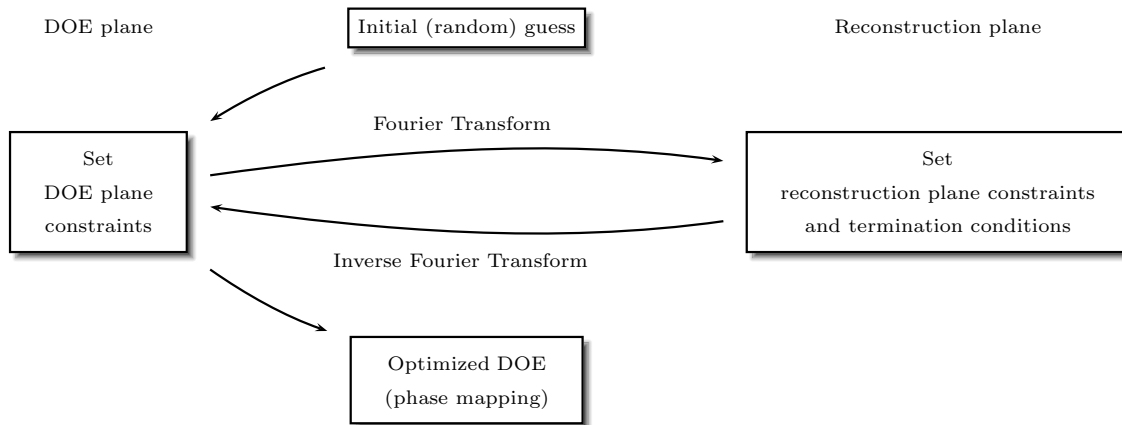 DOE plane
Initial (random) guess
Reconstruction plane
Fourier Transform
Set
DOE plane
constraints
Set
reconstruction plane constraints
and termination conditions
Inverse Fourier Transform
Optimized DOE
(phase mapping)